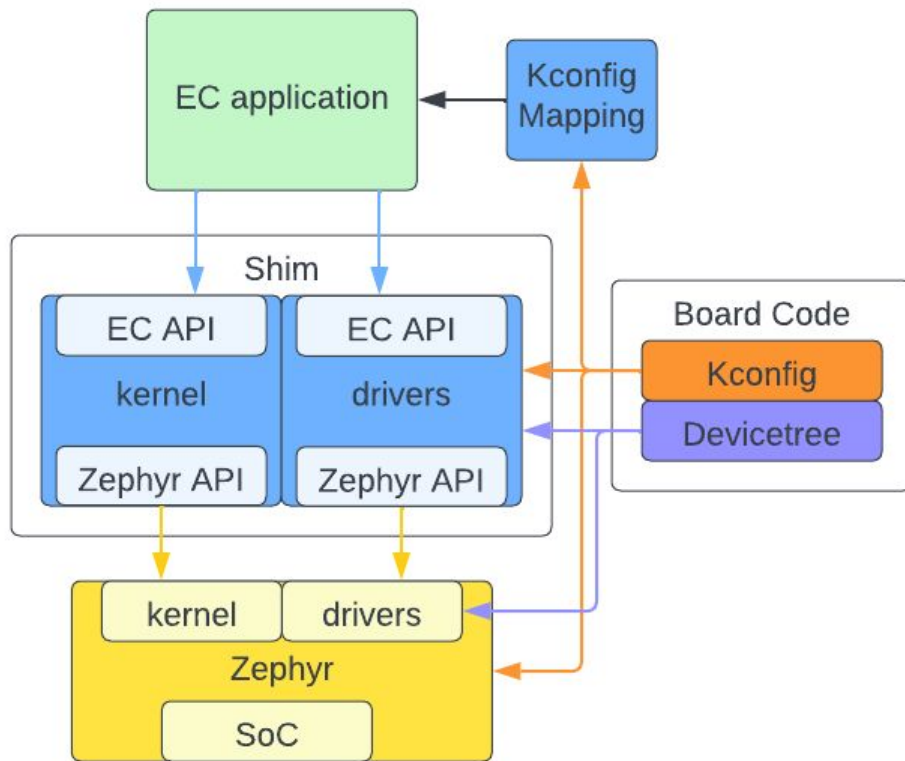 EC application
Kconfig
Mapping
Shim
EC API
EC API
kernel
drivers
Zephyr API
Zephyr API
Board Code
Kconfig
Devicetree
kernel
drivers
Zephyr
SoC